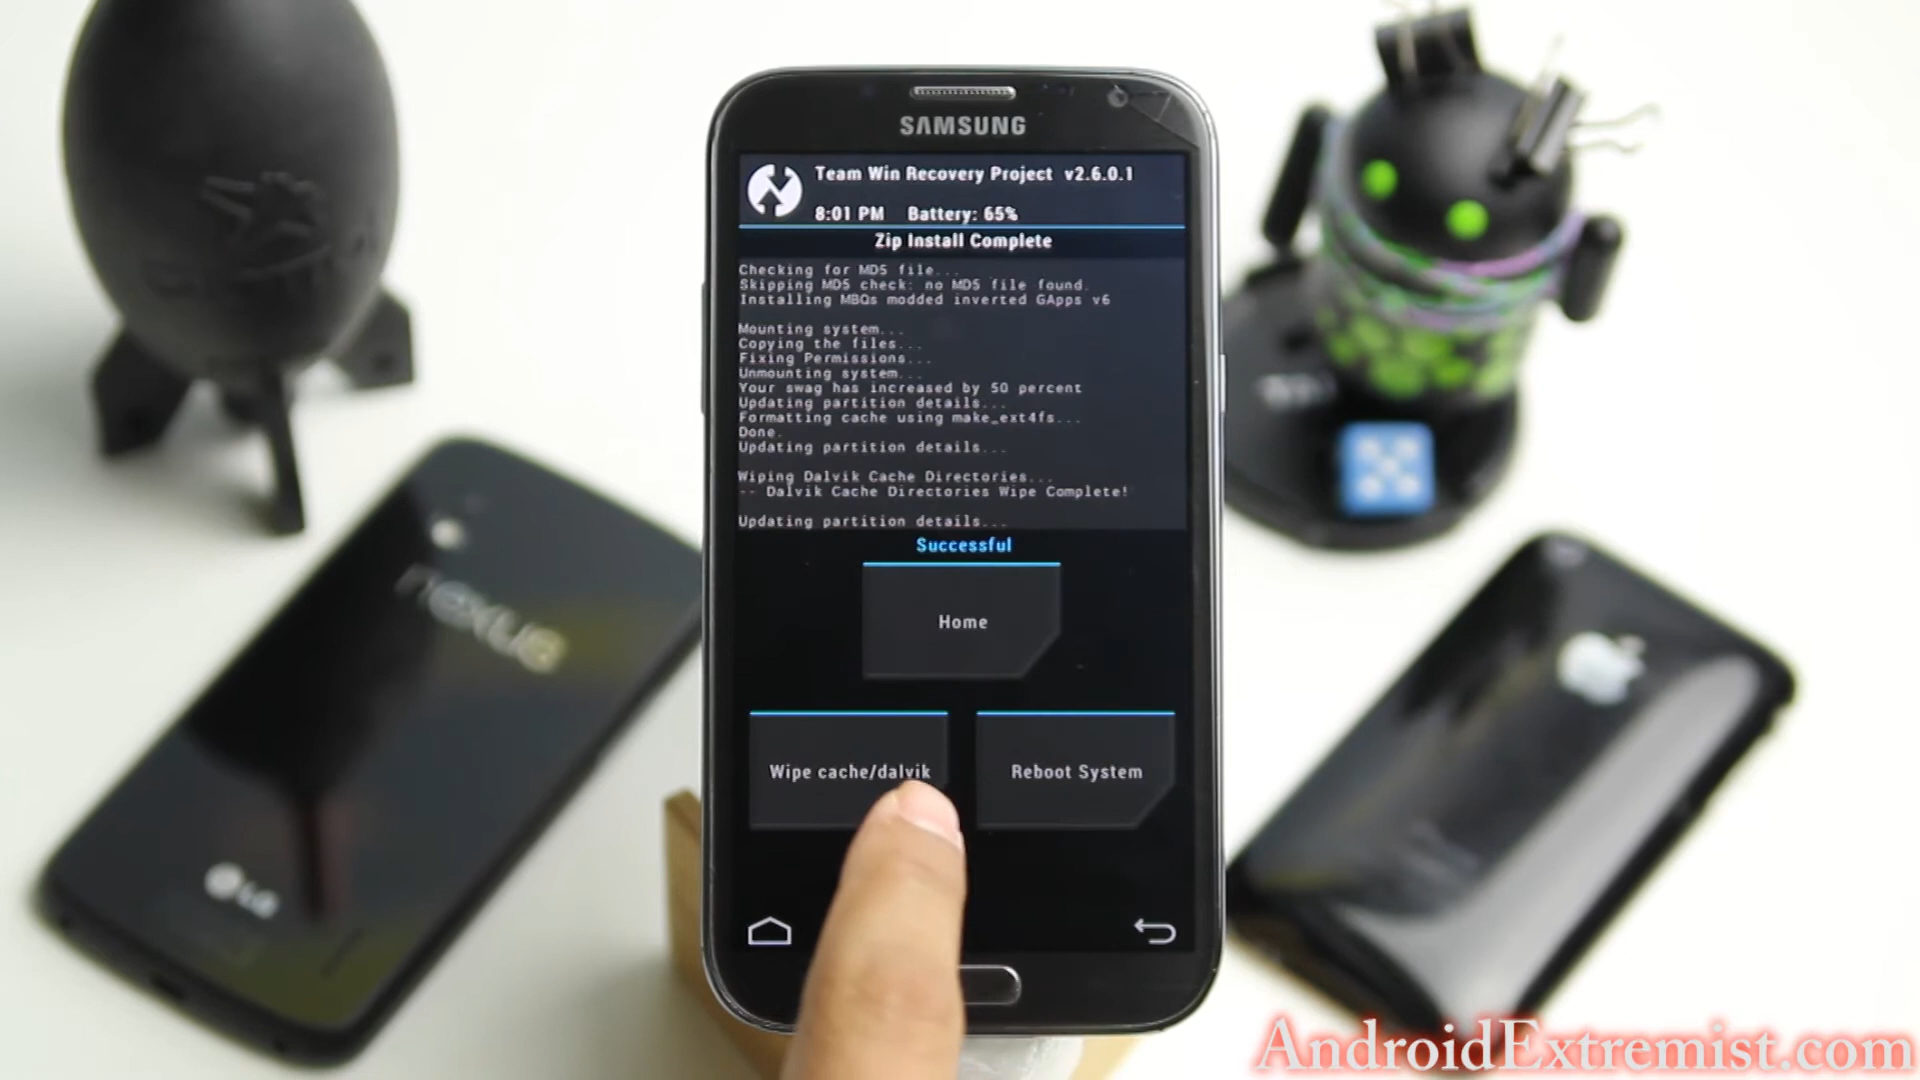 SAMSUNG
Team Win Recovery Project v2.6.0.1
8:01 PM Battery: 65%
Zip Install Complete
Checking for MD5 file...
Skipping MD5 check: no MD5 file found.
Installing MBQs modded inverted GApps v6
Mounting system...
Copying the files...
Fixing Permissions...
Unmounting system...
Your swag has increased by 50 percent
Updating partition details...
Formatting cache using make_ext4fs...
Done.
Updating partition details...
Wiping Dalvik Cache Directories...
-- Dalvik Cache Directories Wipe Complete!
Updating partition details...
Successful
Home
Wipe cache/dalvik
Reboot System
nexus
LG
AndroidExtremist.com